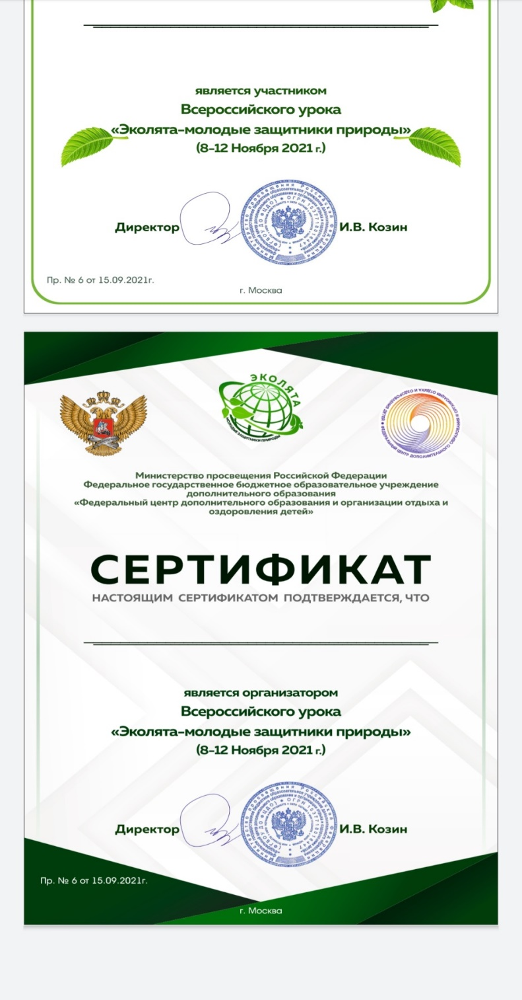 является участником
Всероссийского урока
«Эколята-молодые защитники природы»
(8-12 Ноября 2021 г.)
Директор
И.В. Козин
Пр. № 6 от 15.09.2021г.
г. Москва
ЭКОЛЯТА
МОЛОДЫЕ ЗАЩИТНИКИ ПРИРОДЫ
ФЕДЕРАЛЬНЫЙ ЦЕНТР ДОПОЛНИТЕЛЬНОГО ОБРАЗОВАНИЯ И ОРГАНИЗАЦИИ ОТДЫХА И ОЗДОРОВЛЕНИЯ ДЕТЕЙ
Министерство просвещения Российской Федерации
Федеральное государственное бюджетное образовательное учреждение
дополнительного образования
«Федеральный центр дополнительного образования и организации отдыха и
оздоровления детей»
СЕРТИФИКАТ
НАСТОЯЩИМ СЕРТИФИКАТОМ ПОДТВЕРЖДАЕТСЯ, ЧТО
является организатором
Всероссийского урока
«Эколята-молодые защитники природы»
(8-12 Ноября 2021 г.)
Директор
И.В. Козин
Пр. № 6 от 15.09.2021г.
г. Москва